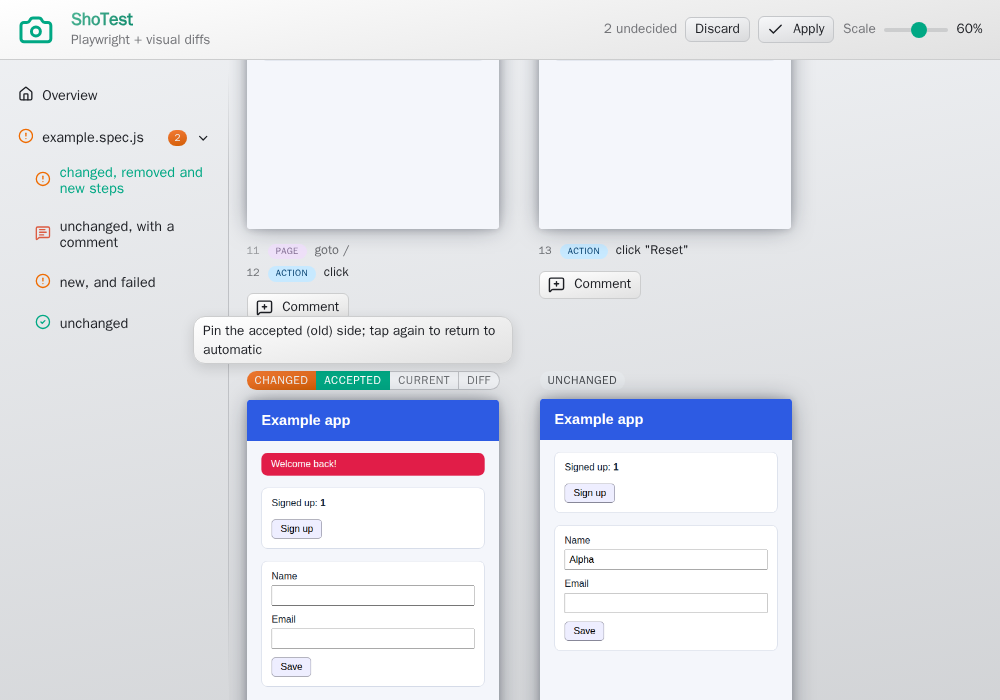 ShoTest
Playwright + visual diffs
2 undecided
Discard
Apply
Scale
60%
Overview
example.spec.js
2
changed, removed and
new steps
unchanged, with a
comment
new, and failed
unchanged
11 PAGE goto /
12 ACTION click
Comment
13 ACTION click "Reset"
Comment
Pin the accepted (old) side; tap again to return to
automatic
CHANGED ACCEPTED CURRENT DIFF
Example app
Welcome back!
Signed up: 1
Sign up
Name
Email
Save
UNCHANGED
Example app
Signed up: 1
Sign up
Name
Alpha
Email
Save